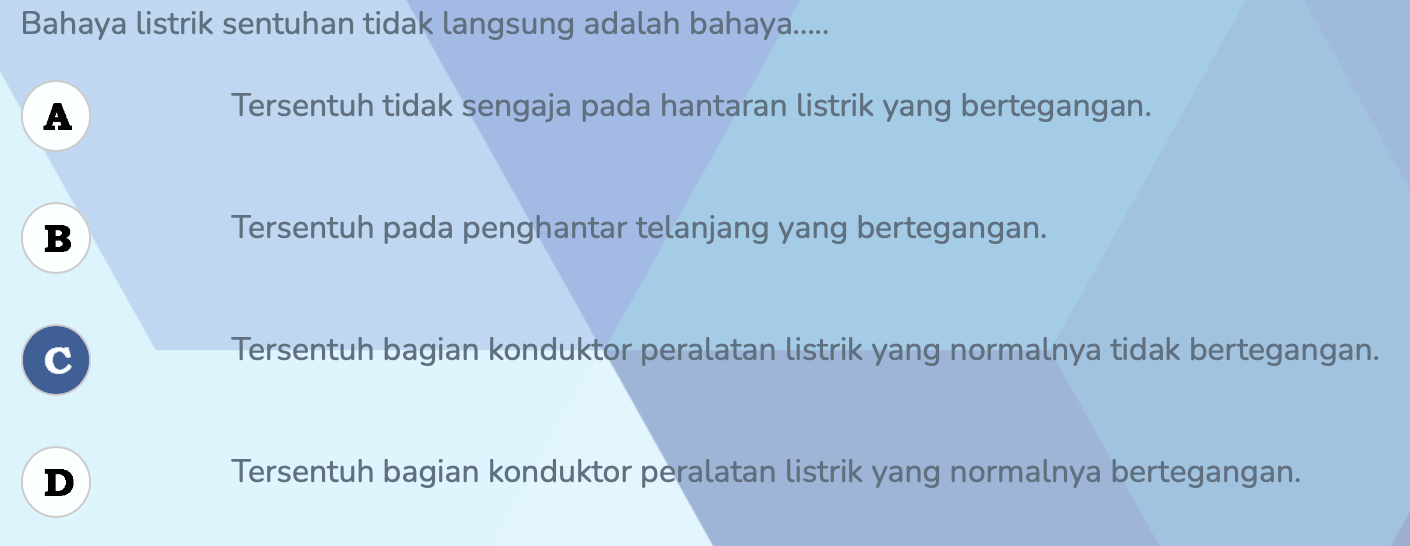 Bahaya listrik sentuhan tidak langsung adalah bahaya.....
A Tersentuh tidak sengaja pada hantaran listrik yang bertegangan.
B Tersentuh pada penghantar telanjang yang bertegangan.
C Tersentuh bagian konduktor peralatan listrik yang normalnya tidak bertegangan.
D Tersentuh bagian konduktor peralatan listrik yang normalnya bertegangan.